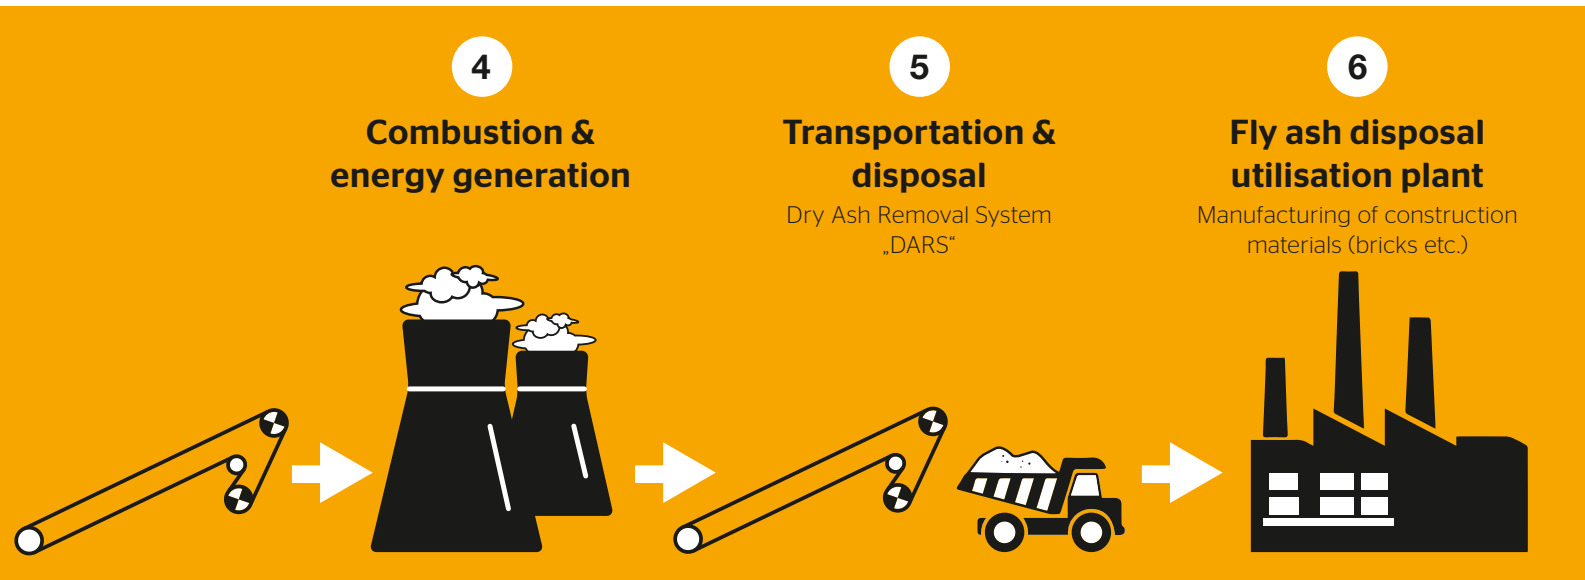 4
Combustion &
energy generation
5
Transportation &
disposal
Dry Ash Removal System
„DARS“
6
Fly ash disposal
utilisation plant
Manufacturing of construction
materials (bricks etc.)